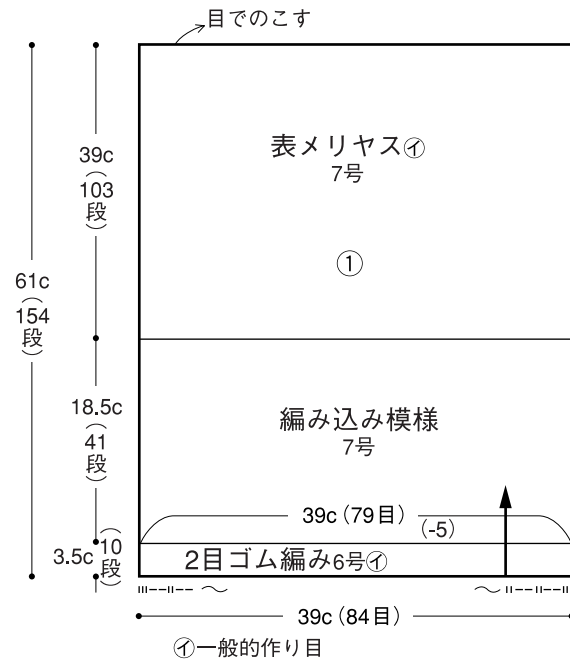 目でのこす
表メリヤス㋑
7号
①
39c
(103段)
61c
(154段)
編み込み模様
7号
18.5c
(41段)
39c (79目)
(-5)
3.5c (10段)
2目ゴム編み6号㋑
39c (84目)
㋑一般的作り目